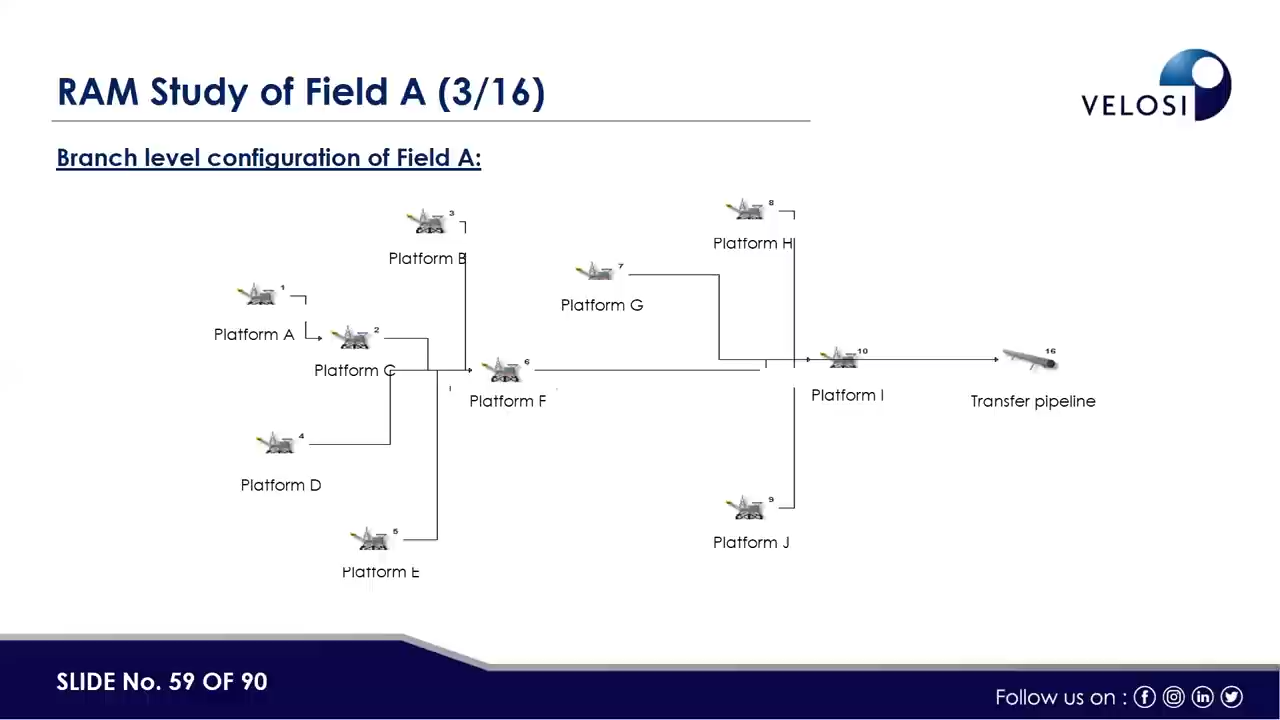 RAM Study of Field A (3/16)
VELOSI
Branch level configuration of Field A:
3
Platform B
8
Platform H
7
Platform G
1
Platform A
2
Platform C
6
Platform F
10
Platform I
16
Transfer pipeline
4
Platform D
5
Platform E
9
Platform J
SLIDE No. 59 OF 90
Follow us on :